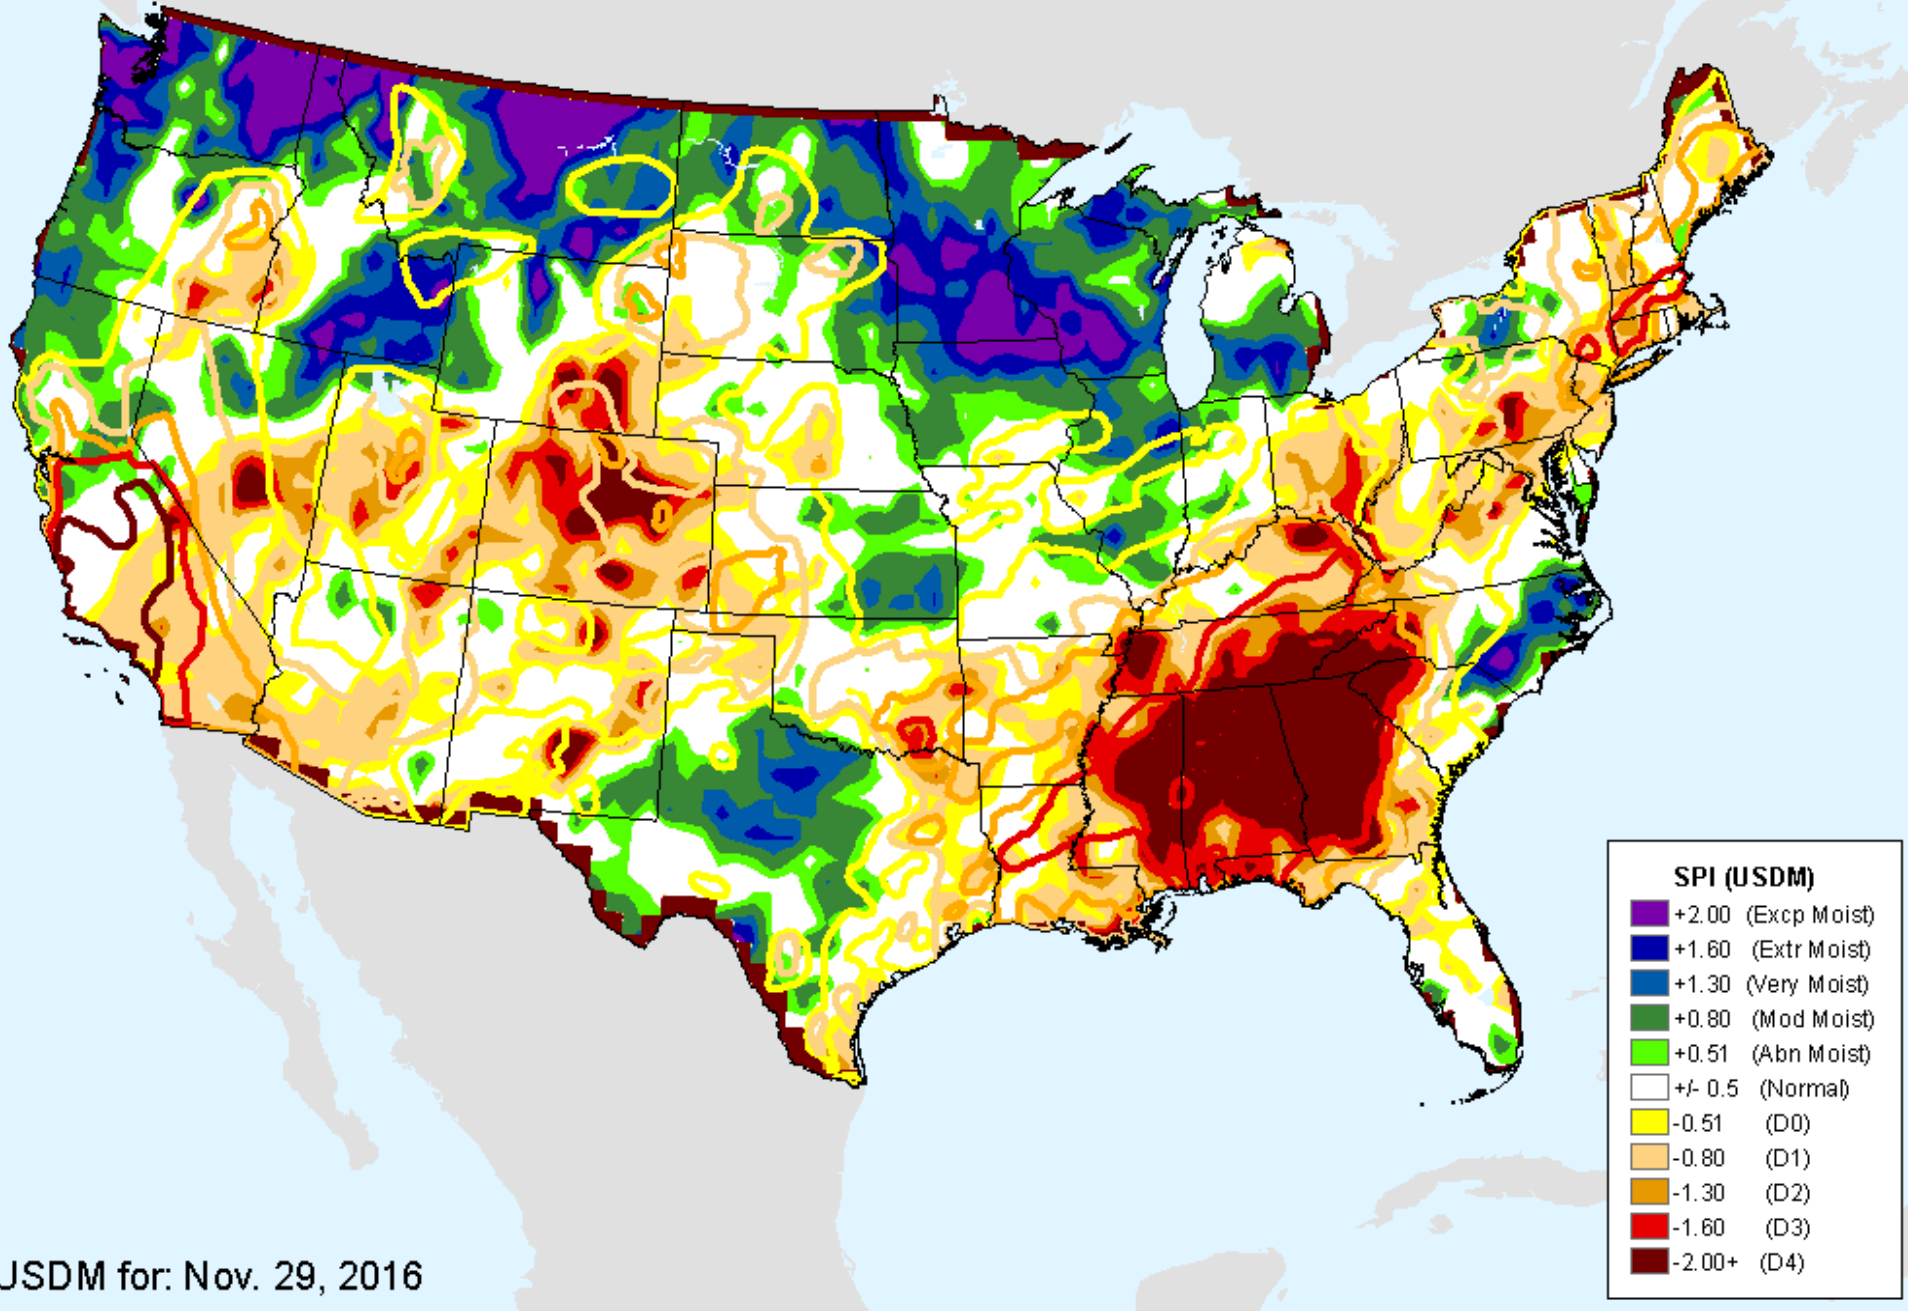 SPI (USDM)
+2.00 (Excp Moist)
+1.60 (Extr Moist)
+1.30 (Very Moist)
+0.80 (Mod Moist)
+0.51 (Abn Moist)
+/- 0.5 (Normal)
-0.51 (D0)
-0.80 (D1)
-1.30 (D2)
-1.60 (D3)
-2.00+ (D4)
USDM for: Nov. 29, 2016